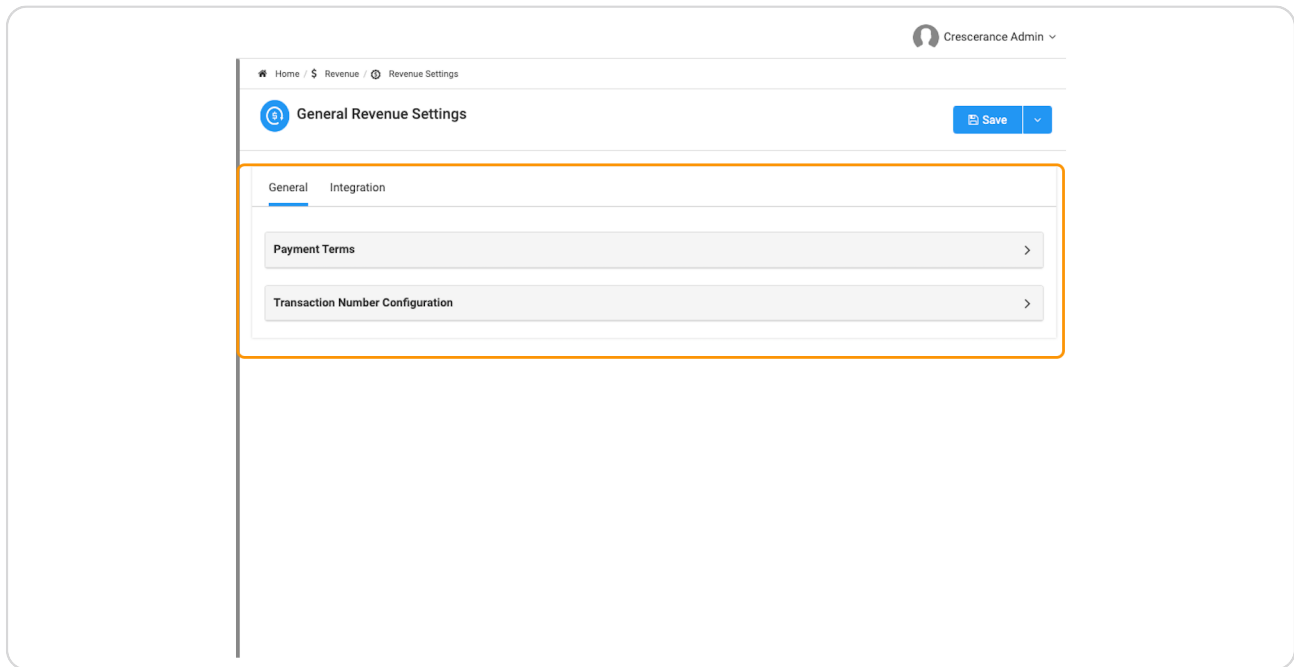 Crescerance Admin
Home / $ Revenue / Revenue Settings
General Revenue Settings
Save
General Integration
Payment Terms
Transaction Number Configuration